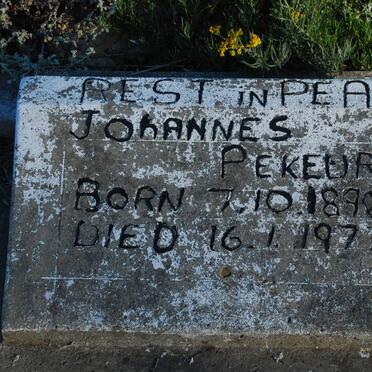 REST in PEA
JOHANNES
PEKEUR
BORN 7.10.189
DIED 16.1.197